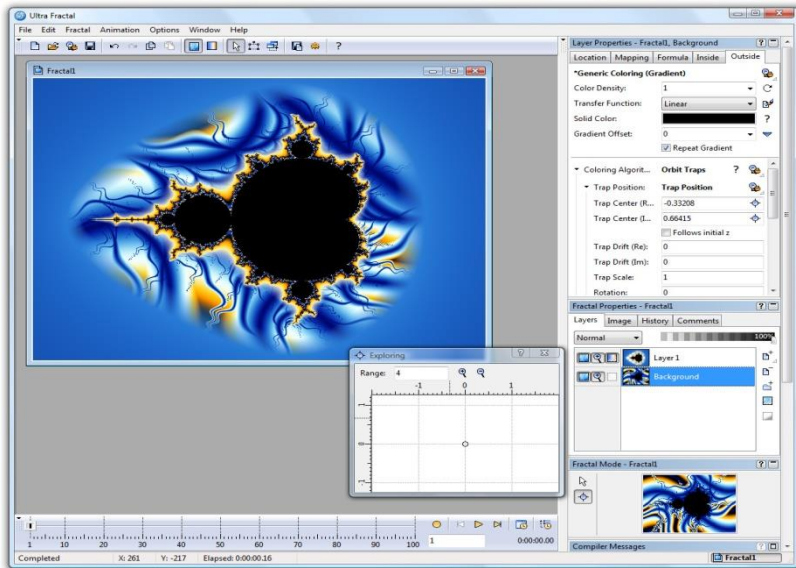 Ultra Fractal
File Edit Fractal Animation Options Window Help
Fractal1
Layer Properties - Fractal1, Background
Location Mapping Formula Inside Outside
*Generic Coloring (Gradient)
Color Density: 1
Transfer Function: Linear
Solid Color:
Gradient Offset: 0
Repeat Gradient
Coloring Algorit... Orbit Traps
Trap Position: Trap Position
Trap Center (R... -0.33208
Trap Center (I... 0.66415
Follows initial z
Trap Drift (Re): 0
Trap Drift (Im): 0
Trap Scale: 1
Rotation: 0
Fractal Properties - Fractal1
Layers Image History Comments
Normal 100%
Layer 1
Background
Exploring
Range: 4
-1 0 1
1
0
-1
Fractal Mode - Fractal1
1 10 20 30 40 50 60 70 80 90 100
1 0:00:00.00
Compiler Messages
Completed X: 261 Y: -217 Elapsed: 0:00:00.16
Fractal1